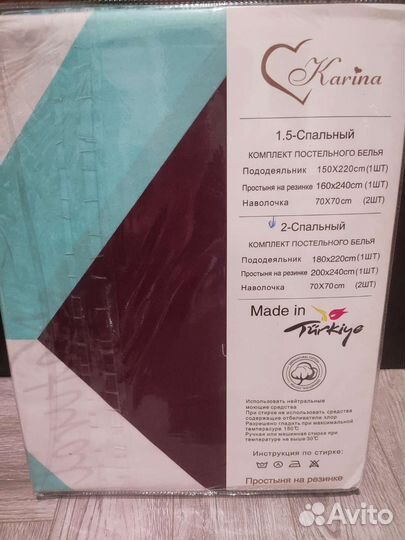 Karina
1.5-Спальный
КОМПЛЕКТ ПОСТЕЛЬНОГО БЕЛЬЯ
Пододеяльник 150X220cm(1ШТ)
Простыня на резинке 160x240cm(1ШТ)
Наволочка 70X70cm (2ШТ)
2-Спальный
КОМПЛЕКТ ПОСТЕЛЬНОГО БЕЛЬЯ
Пододеяльник 180x220cm(1ШТ)
Простыня на резинке 200x240cm(1ШТ)
Наволочка 70X70cm (2ШТ)
Made in
Türkiye
Использовать нейтральные
моющие средства
При стирке не использовать средства
содержащие отбеливатели хлор
Разрешено гладить при максимальной
температуре 150°C
Ручная или машинная стирка при
температуре не выше 30°C
Инструкция по стирке:
Простыня на резинке
Avito